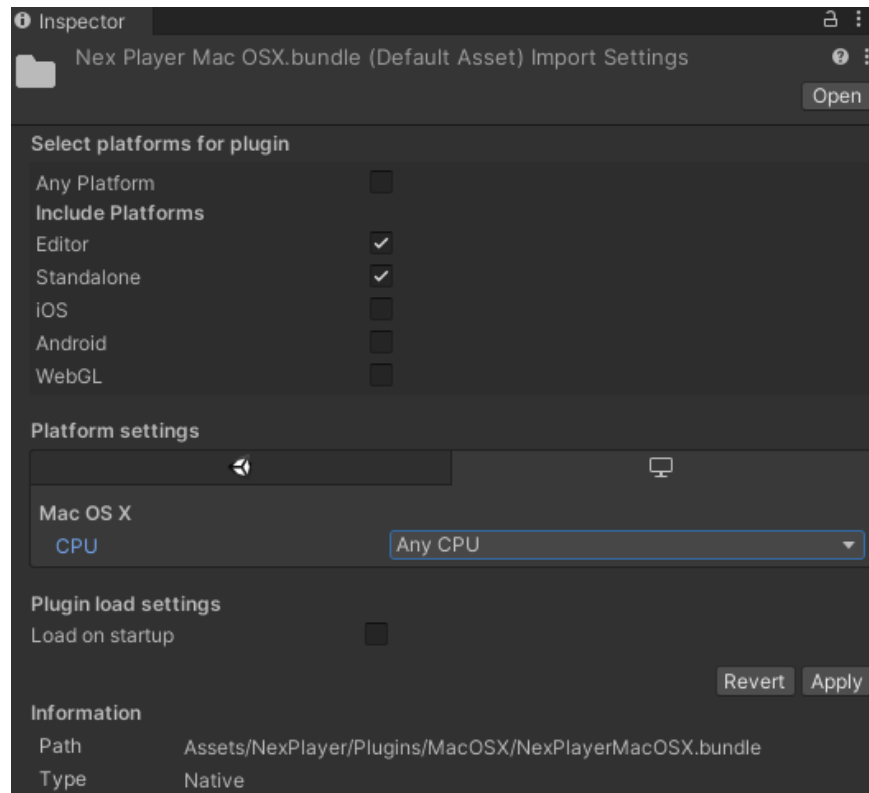 Inspector
Nex Player Mac OSX.bundle (Default Asset) Import Settings
Open
Select platforms for plugin
Any Platform
Include Platforms
Editor
Standalone
iOS
Android
WebGL
Platform settings
Mac OS X
CPU Any CPU
Plugin load settings
Load on startup
Revert Apply
Information
Path Assets/NexPlayer/Plugins/MacOSX/NexPlayerMacOSX.bundle
Type Native